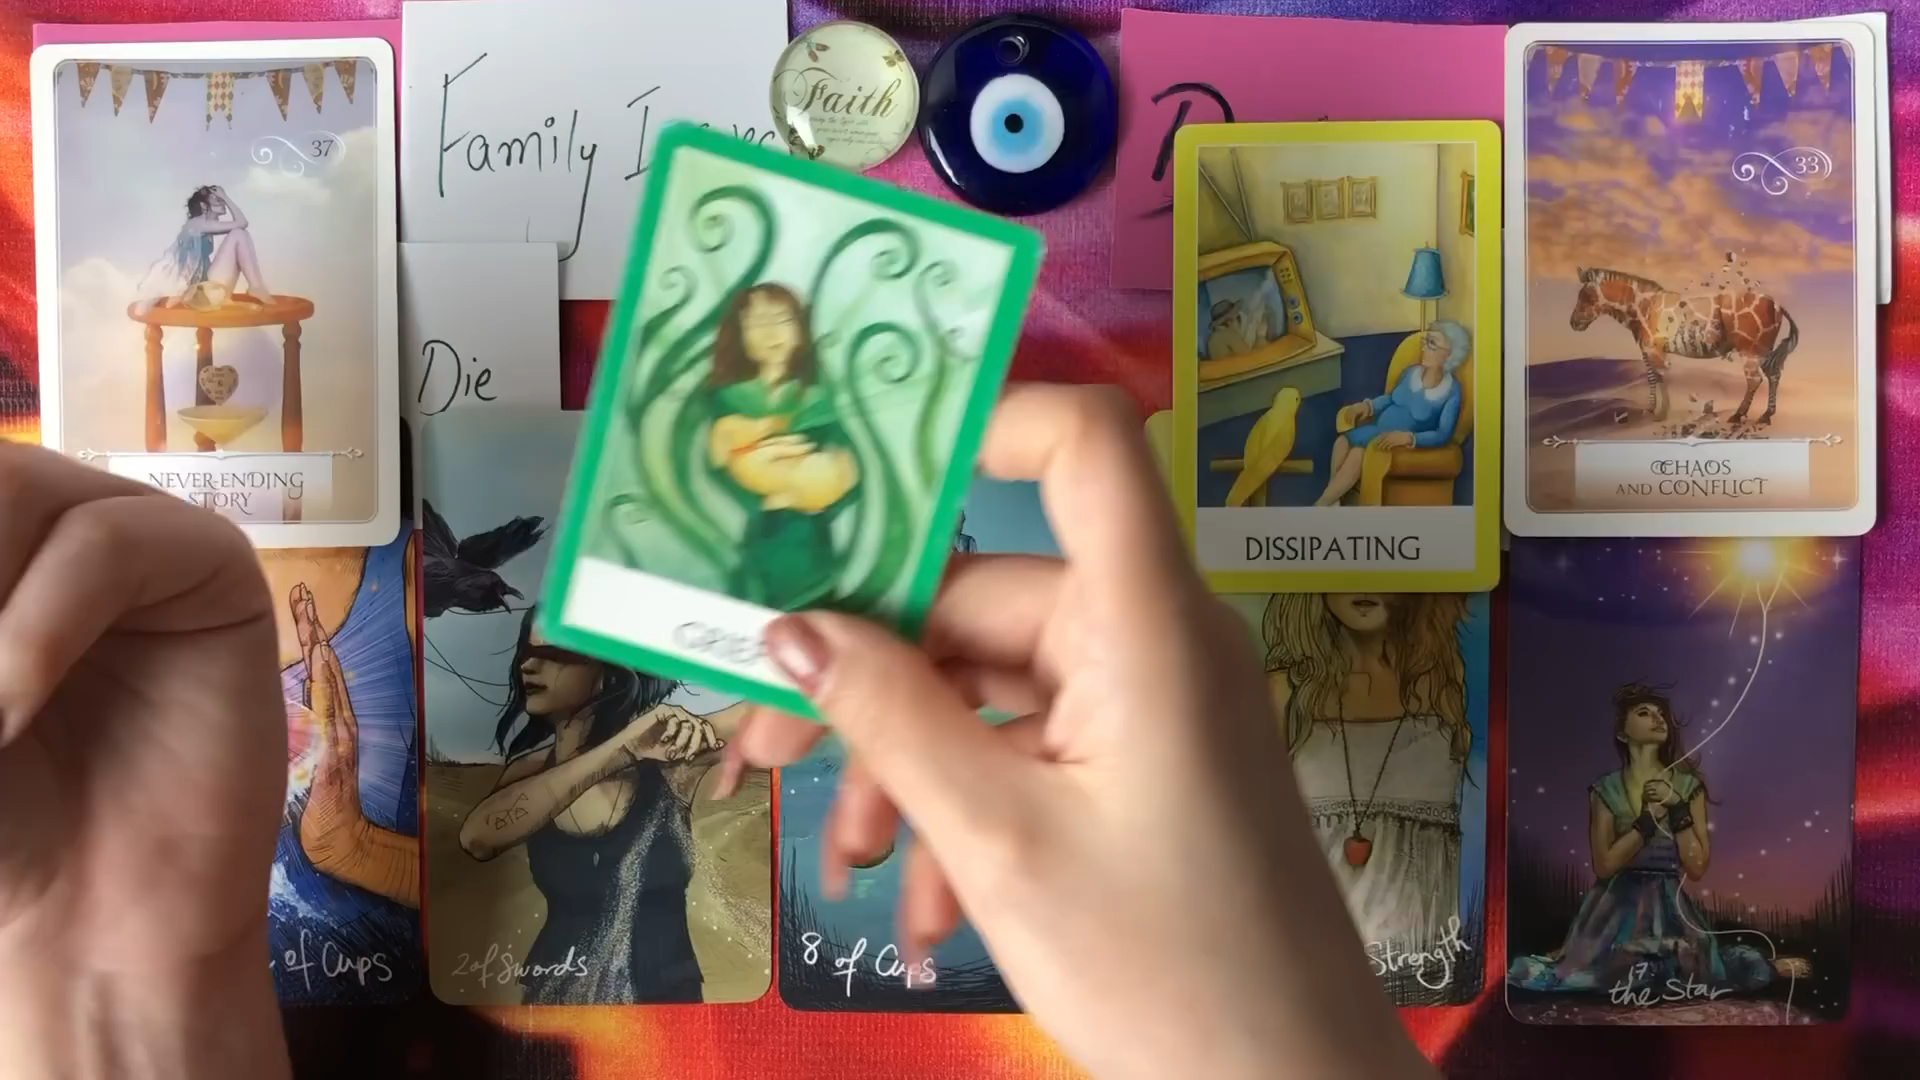 37
NEVER-ENDING
STORY
Family
Faith
33
CHAOS
AND CONFLICT
Die
DISSIPATING
of Cups
2 of Swords
8 of Cups
Strength
17
the Star